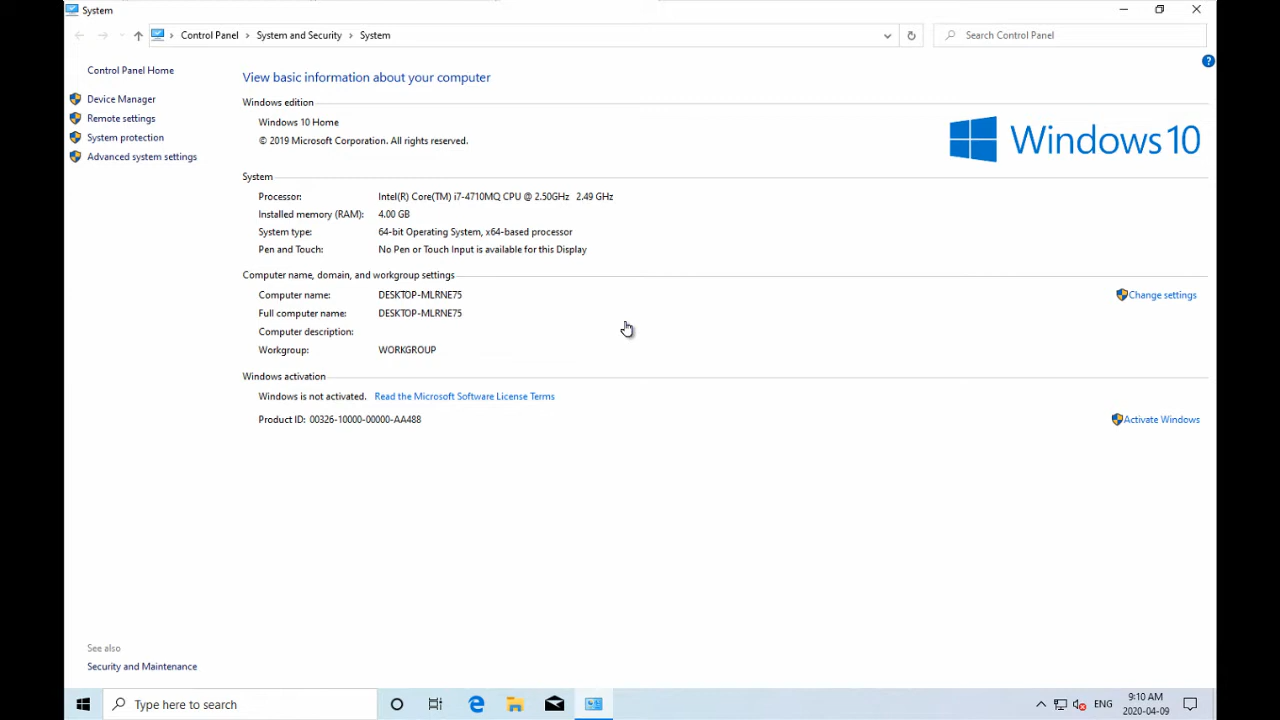 System
Control Panel > System and Security > System
Search Control Panel
?
Control Panel Home
Device Manager
Remote settings
System protection
Advanced system settings
View basic information about your computer
Windows edition
Windows 10 Home
© 2019 Microsoft Corporation. All rights reserved.
Windows 10
System
Processor: Intel(R) Core(TM) i7-4710MQ CPU @ 2.50GHz 2.49 GHz
Installed memory (RAM): 4.00 GB
System type: 64-bit Operating System, x64-based processor
Pen and Touch: No Pen or Touch Input is available for this Display
Computer name, domain, and workgroup settings
Computer name: DESKTOP-MLRNE75
Change settings
Full computer name: DESKTOP-MLRNE75
Computer description:
Workgroup: WORKGROUP
Windows activation
Windows is not activated. Read the Microsoft Software License Terms
Product ID: 00326-10000-00000-AA488
Activate Windows
See also
Security and Maintenance
Type here to search
ENG
9:10 AM
2020-04-09